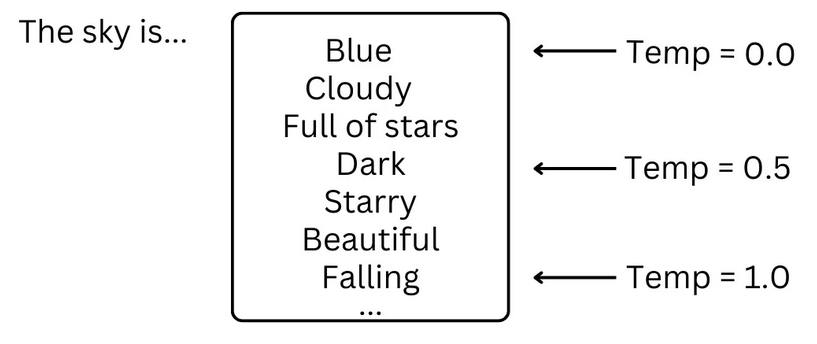 The sky is...
Blue
Cloudy
Full of stars
Dark
Starry
Beautiful
Falling
...
Temp = 0.0
Temp = 0.5
Temp = 1.0